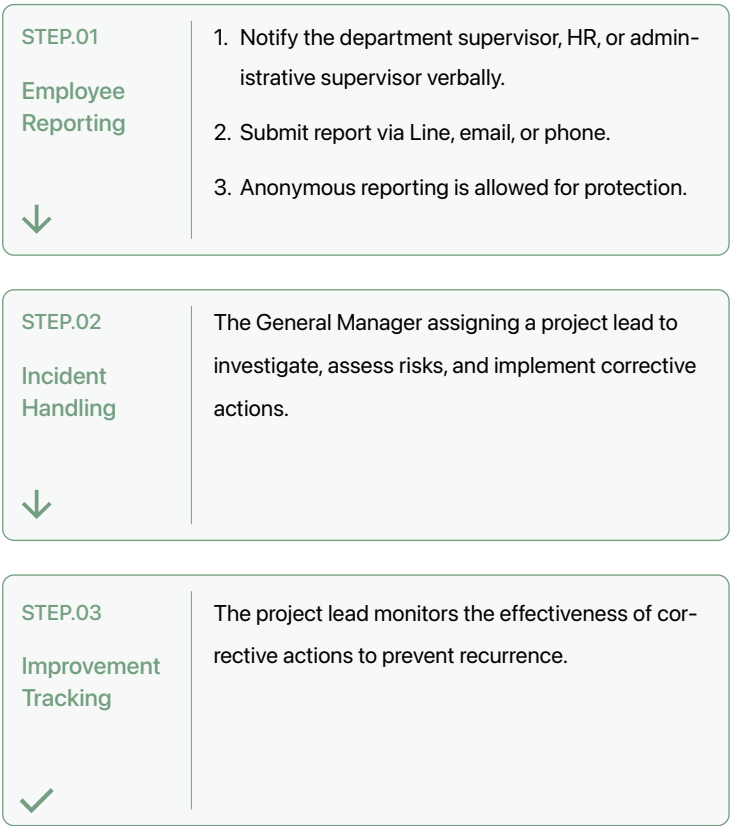 STEP.01
Employee
Reporting
1. Notify the department supervisor, HR, or admin-
istrative supervisor verbally.
2. Submit report via Line, email, or phone.
3. Anonymous reporting is allowed for protection.
STEP.02
Incident
Handling
The General Manager assigning a project lead to
investigate, assess risks, and implement corrective
actions.
STEP.03
Improvement
Tracking
The project lead monitors the effectiveness of cor-
rective actions to prevent recurrence.